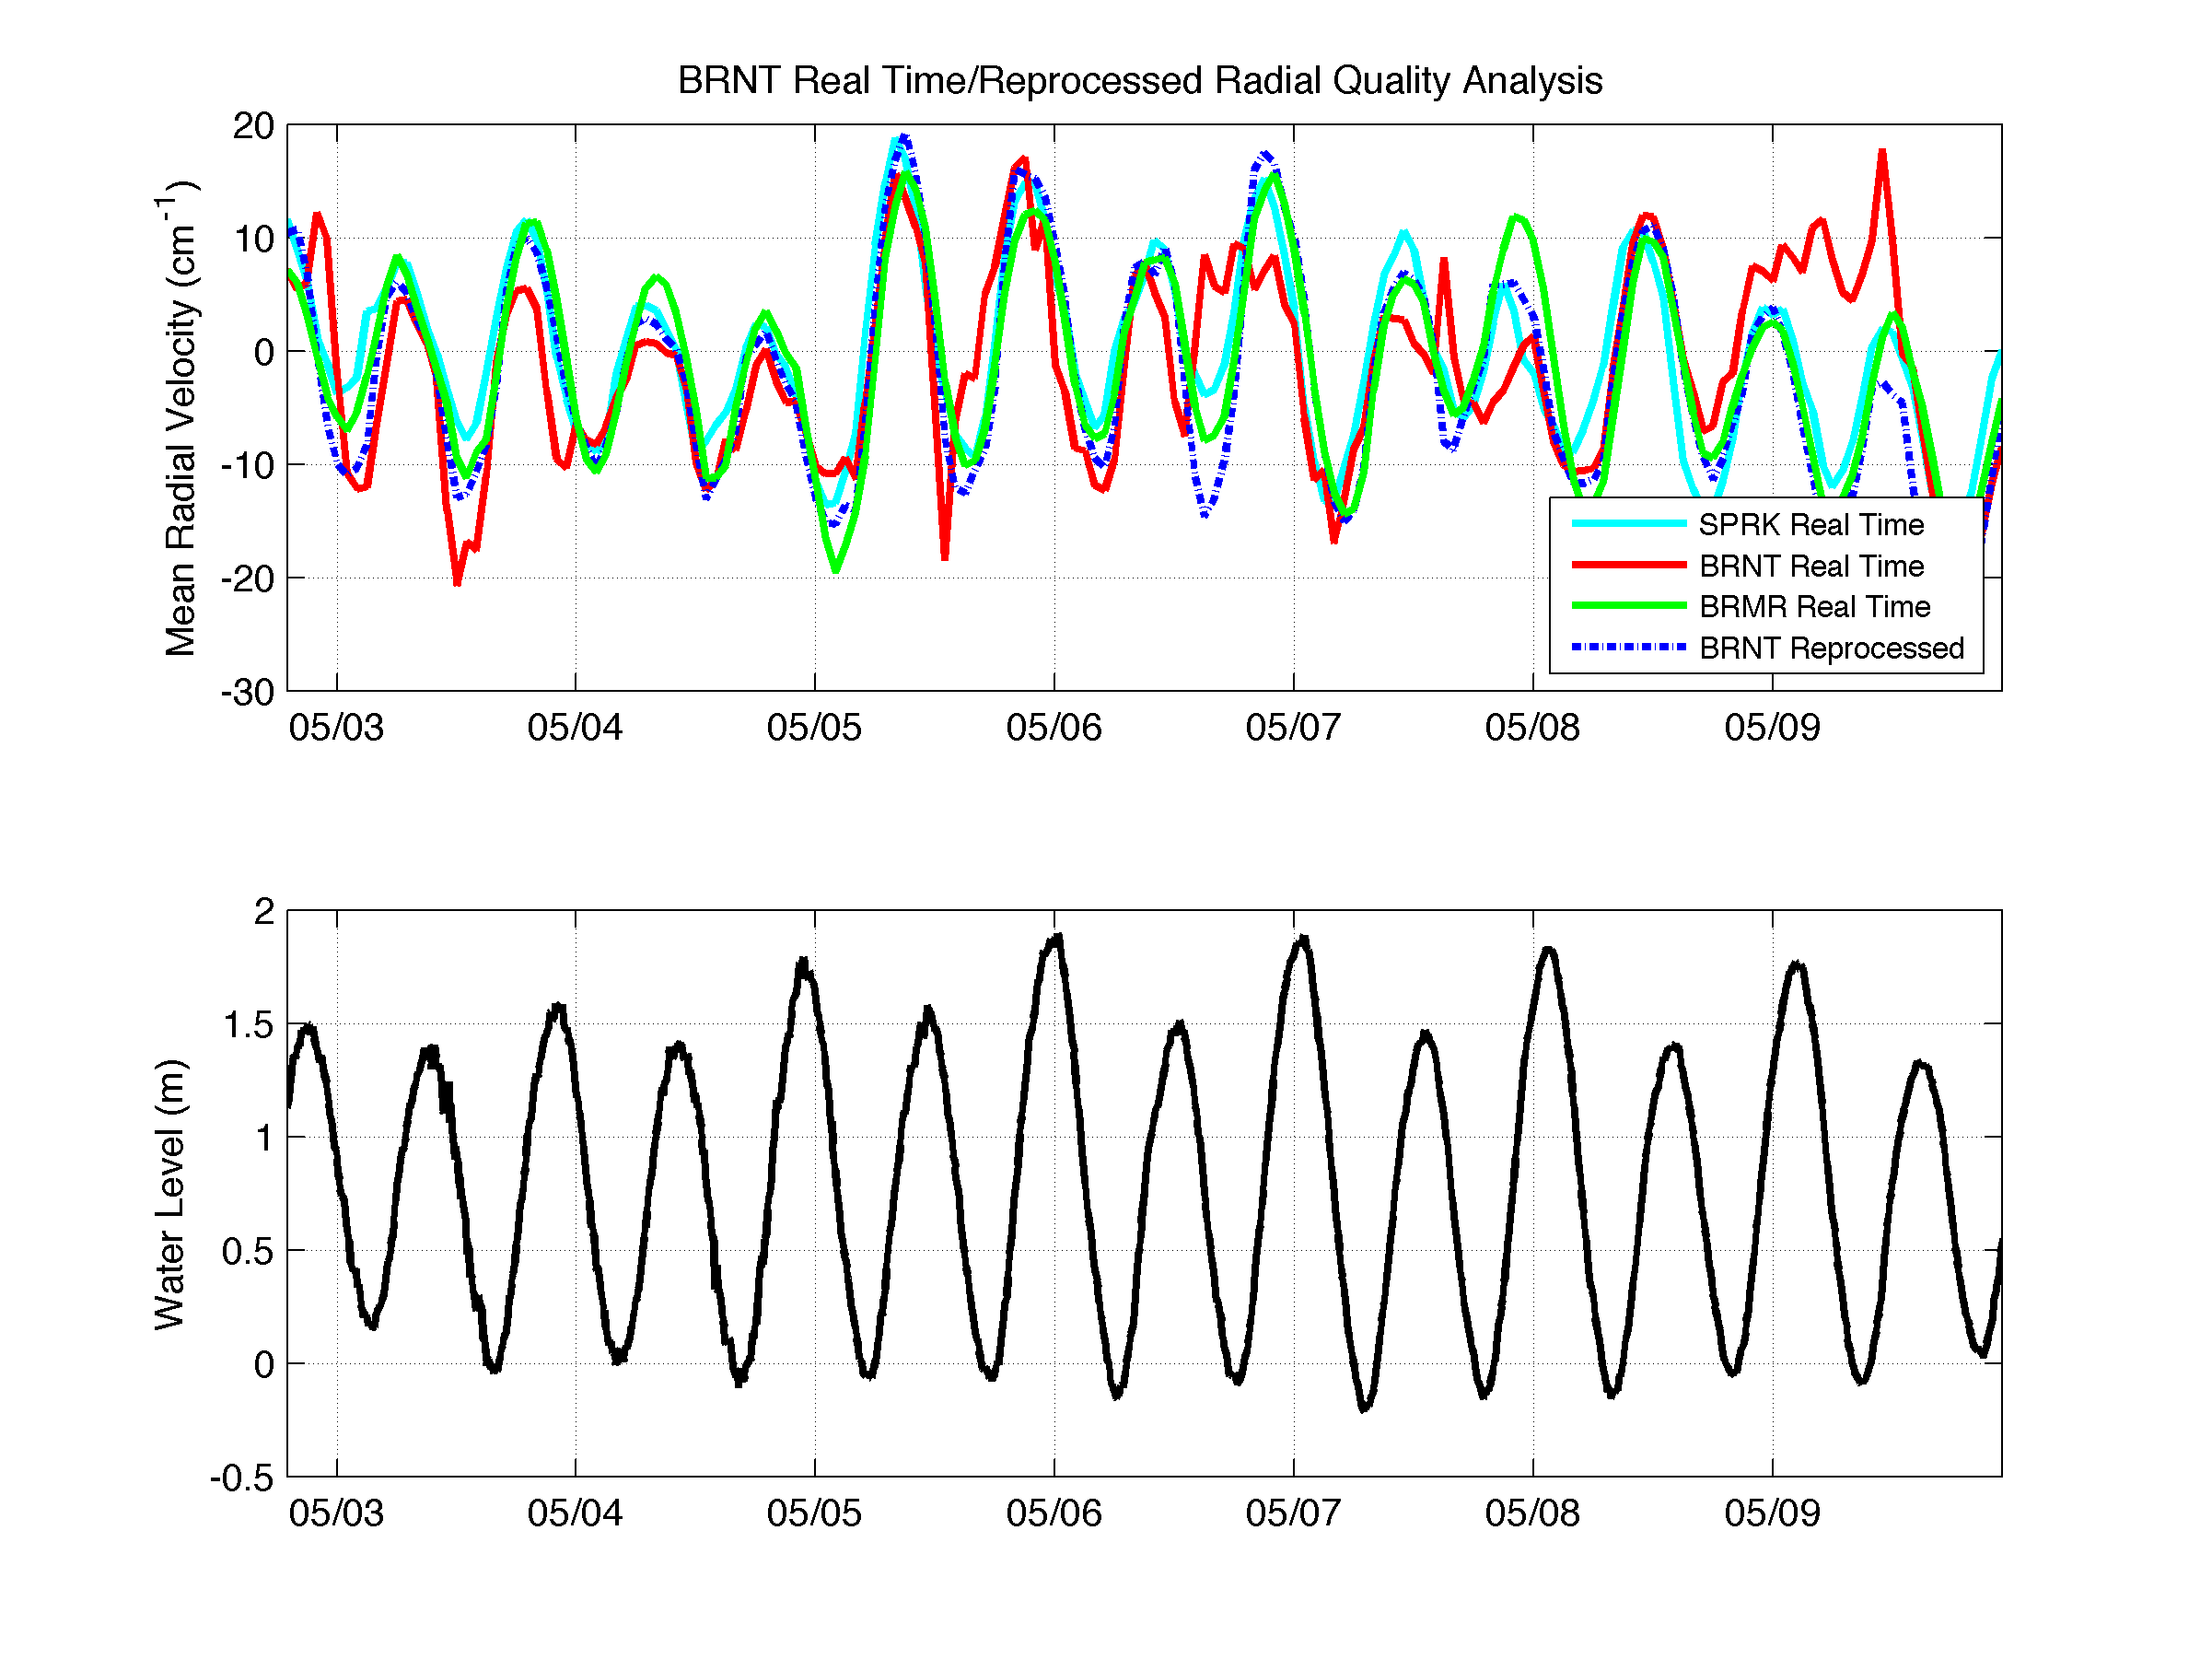 BRNT Real Time/Reprocessed Radial Quality Analysis
Mean Radial Velocity (cm⁻¹)
20
10
0
-10
-20
-30
05/03 05/04 05/05 05/06 05/07 05/08 05/09
SPRK Real Time
BRNT Real Time
BRMR Real Time
BRNT Reprocessed
Water Level (m)
2
1.5
1
0.5
0
-0.5
05/03 05/04 05/05 05/06 05/07 05/08 05/09